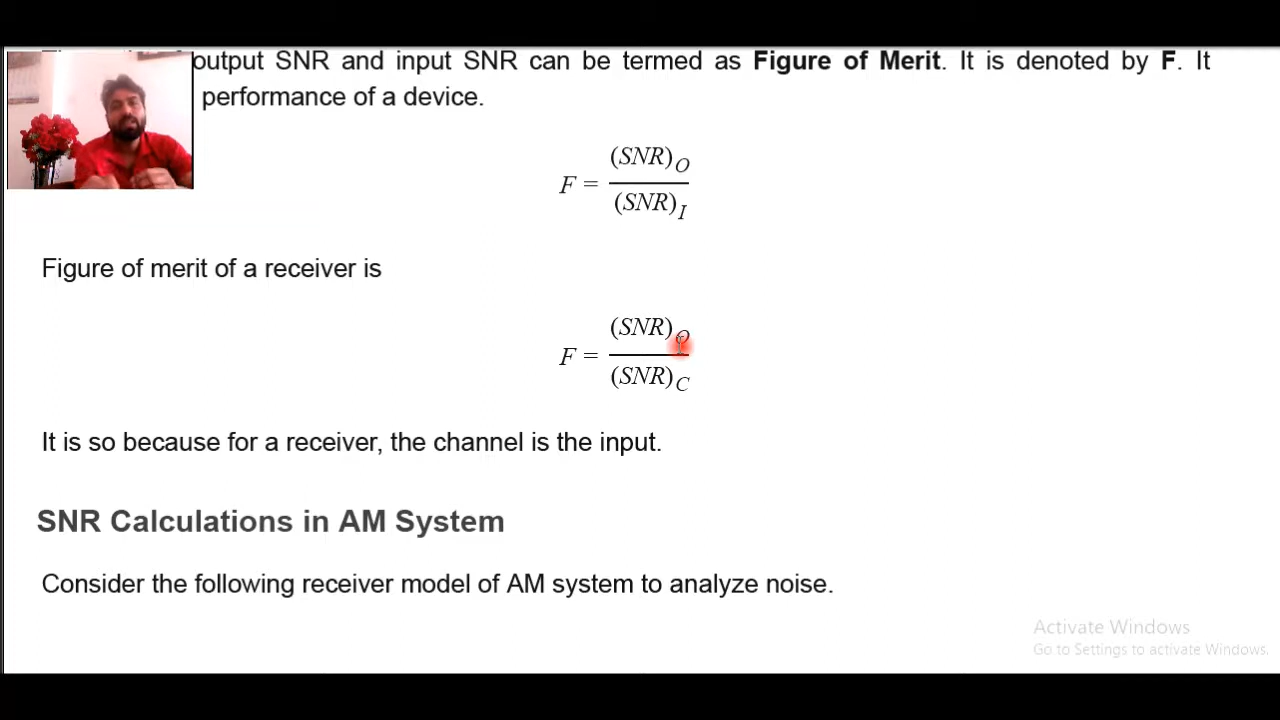 output SNR and input SNR can be termed as Figure of Merit. It is denoted by F. It
performance of a device.
F = (SNR)O / (SNR)I
Figure of merit of a receiver is
F = (SNR)O / (SNR)C
It is so because for a receiver, the channel is the input.
SNR Calculations in AM System
Consider the following receiver model of AM system to analyze noise.
Activate Windows
Go to Settings to activate Windows.